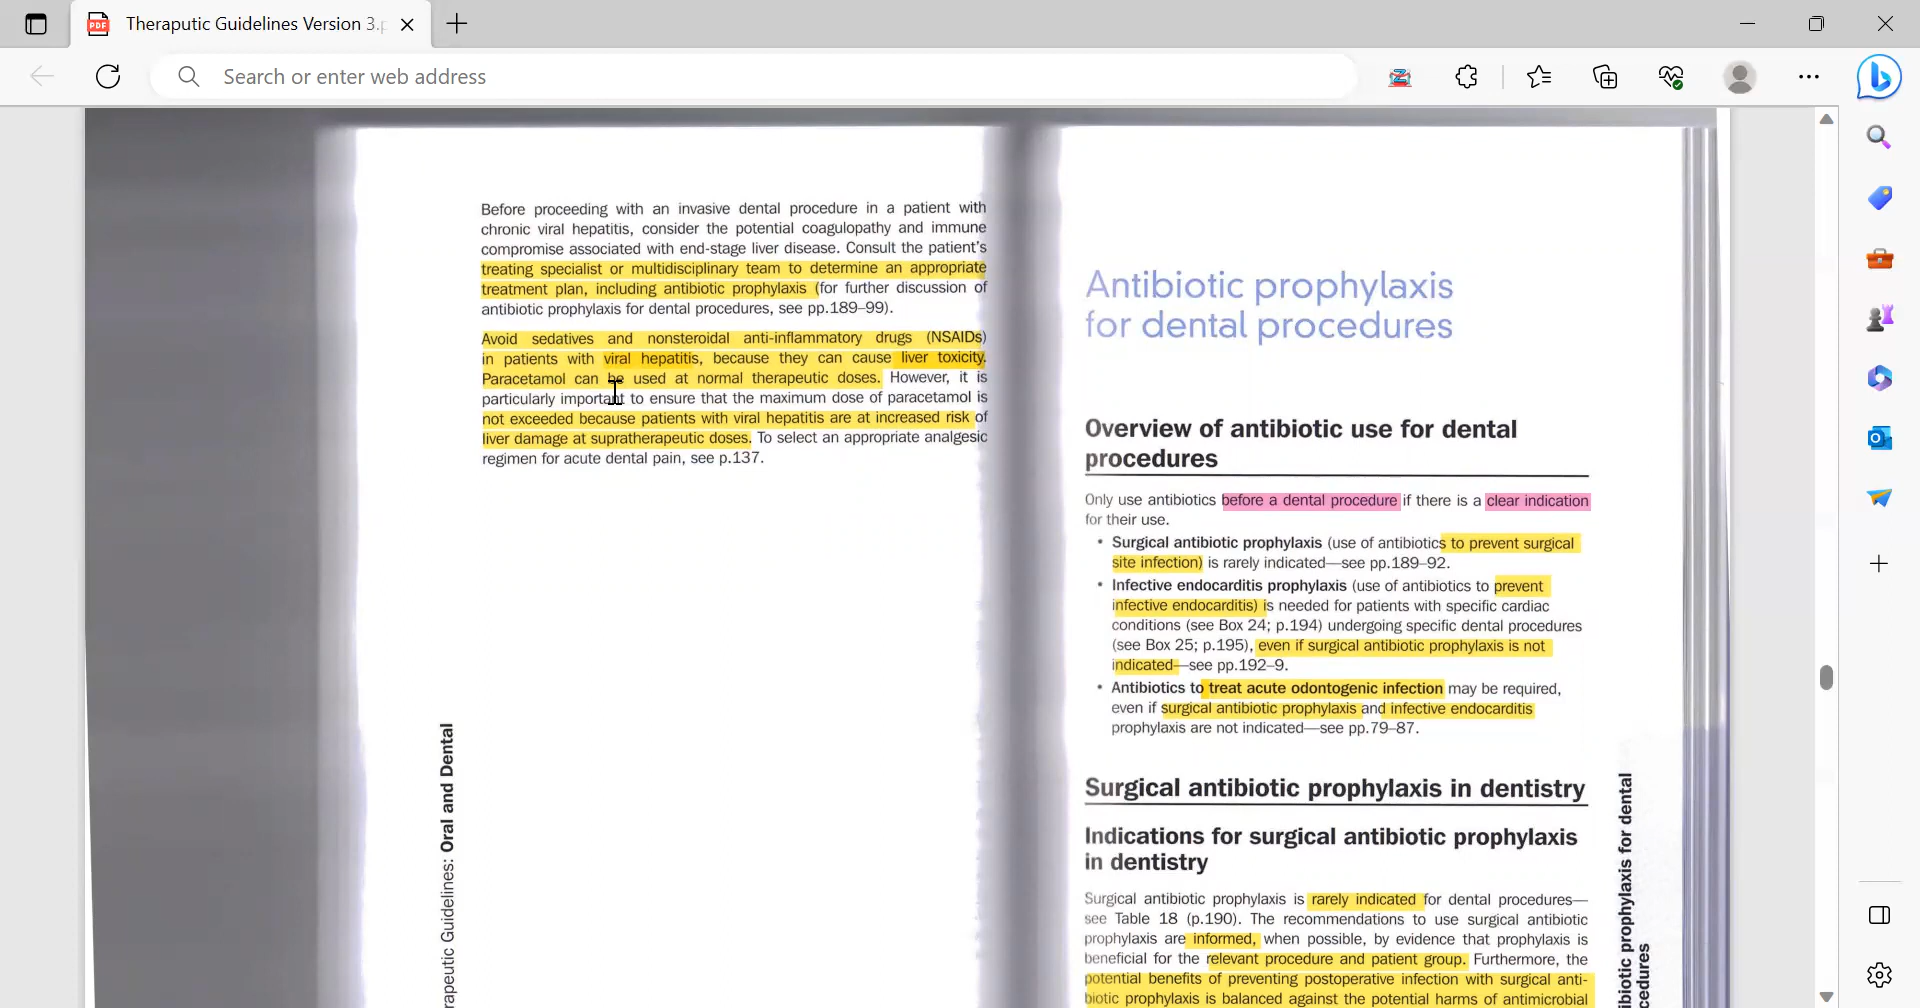 Theraputic Guidelines Version 3.p
Search or enter web address
Before proceeding with an invasive dental procedure in a patient with
chronic viral hepatitis, consider the potential coagulopathy and immune
compromise associated with end-stage liver disease. Consult the patient's
treating specialist or multidisciplinary team to determine an appropriate
treatment plan, including antibiotic prophylaxis (for further discussion of
antibiotic prophylaxis for dental procedures, see pp.189–99).
Avoid sedatives and nonsteroidal anti-inflammatory drugs (NSAIDs)
in patients with viral hepatitis, because they can cause liver toxicity.
Paracetamol can be used at normal therapeutic doses. However, it is
particularly important to ensure that the maximum dose of paracetamol is
not exceeded because patients with viral hepatitis are at increased risk of
liver damage at supratherapeutic doses. To select an appropriate analgesic
regimen for acute dental pain, see p.137.
rapeutic Guidelines: Oral and Dental
Antibiotic prophylaxis
for dental procedures
Overview of antibiotic use for dental
procedures
Only use antibiotics before a dental procedure if there is a clear indication
for their use.
• Surgical antibiotic prophylaxis (use of antibiotics to prevent surgical
site infection) is rarely indicated—see pp.189–92.
• Infective endocarditis prophylaxis (use of antibiotics to prevent
infective endocarditis) is needed for patients with specific cardiac
conditions (see Box 24; p.194) undergoing specific dental procedures
(see Box 25; p.195), even if surgical antibiotic prophylaxis is not
indicated—see pp.192–9.
• Antibiotics to treat acute odontogenic infection may be required,
even if surgical antibiotic prophylaxis and infective endocarditis
prophylaxis are not indicated—see pp.79–87.
Surgical antibiotic prophylaxis in dentistry
Indications for surgical antibiotic prophylaxis
in dentistry
Surgical antibiotic prophylaxis is rarely indicated for dental procedures—
see Table 18 (p.190). The recommendations to use surgical antibiotic
prophylaxis are informed, when possible, by evidence that prophylaxis is
beneficial for the relevant procedure and patient group. Furthermore, the
potential benefits of preventing postoperative infection with surgical anti-
biotic prophylaxis is balanced against the potential harms of antimicrobial
ibiotic prophylaxis for dental
cedures